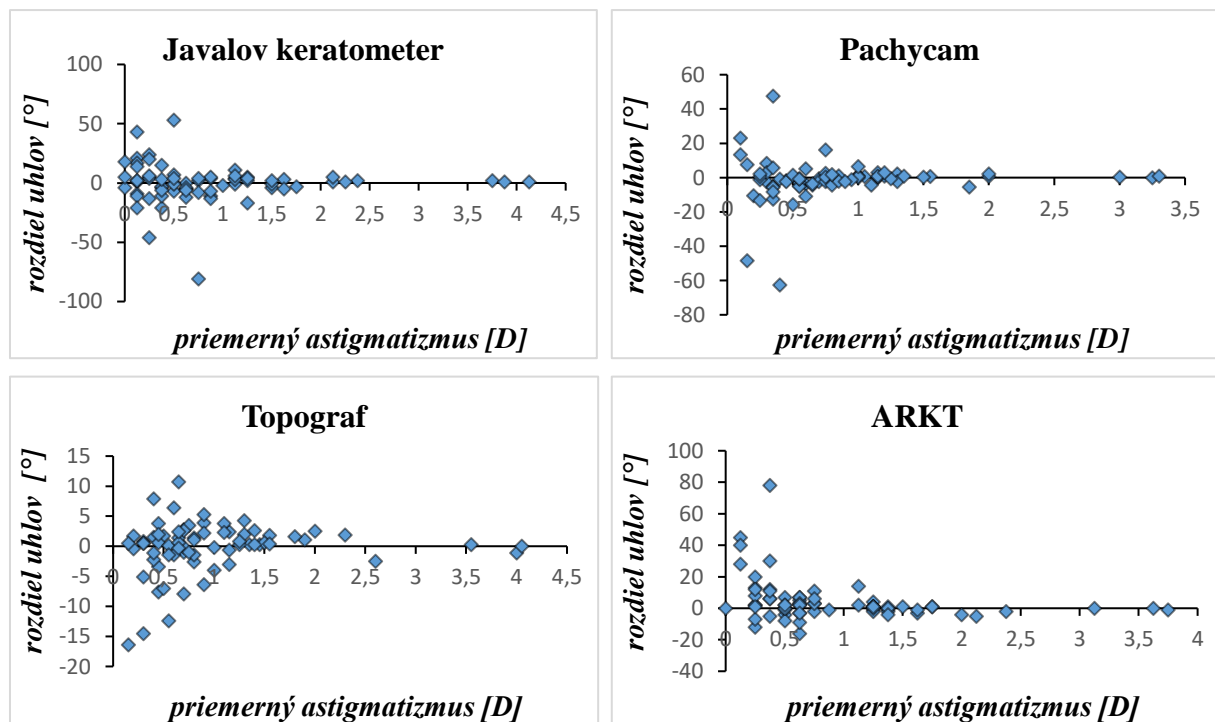 Javalov keratometer
100
50
0
-50
-100
0 0,5 1 1,5 2 2,5 3 3,5 4 4,5
rozdiel uhlov [°]
priemerný astigmatizmus [D]
Pachycam
60
40
20
0
-20
-40
-60
-80
0 0,5 1 1,5 2 2,5 3 3,5
rozdiel uhlov [°]
priemerný astigmatizmus [D]
Topograf
15
10
5
0
-5
-10
-15
-20
0 0,5 1 1,5 2 2,5 3 3,5 4 4,5
rozdiel uhlov [°]
priemerný astigmatizmus [D]
ARKT
100
80
60
40
20
0
-20
-40
0 0,5 1 1,5 2 2,5 3 3,5 4
rozdiel uhlov [°]
priemerný astigmatizmus [D]